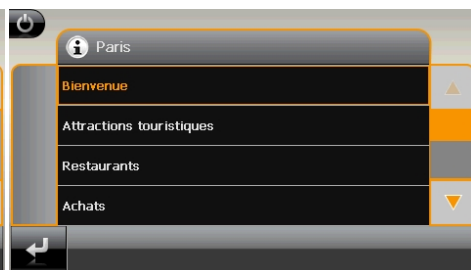 Paris
Bienvenue
Attractions touristiques
Restaurants
Achats